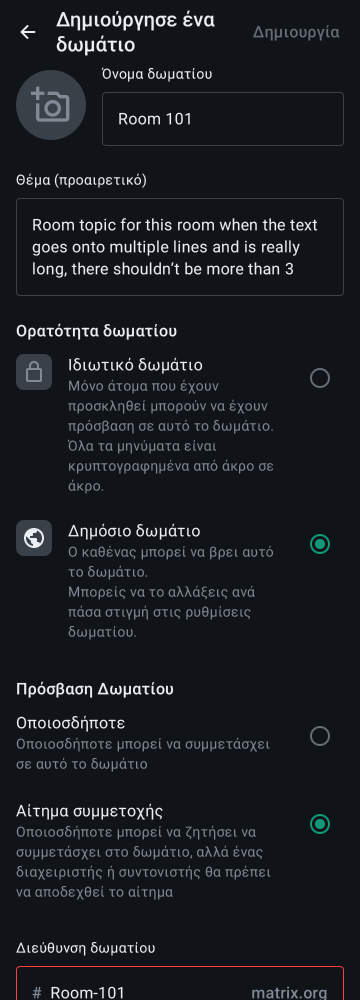 Δημιούργησε ένα
δωμάτιο
Δημιουργία
Όνομα δωματίου
Room 101
Θέμα (προαιρετικό)
Room topic for this room when the text
goes onto multiple lines and is really
long, there shouldn’t be more than 3
Ορατότητα δωματίου
Ιδιωτικό δωμάτιο
Μόνο άτομα που έχουν
προσκληθεί μπορούν να έχουν
πρόσβαση σε αυτό το δωμάτιο.
Όλα τα μηνύματα είναι
κρυπτογραφημένα από άκρο σε
άκρο.
Δημόσιο δωμάτιο
Ο καθένας μπορεί να βρει αυτό
το δωμάτιο.
Μπορείς να το αλλάξεις ανά
πάσα στιγμή στις ρυθμίσεις
δωματίου.
Πρόσβαση Δωματίου
Οποιοσδήποτε
Οποιοσδήποτε μπορεί να συμμετάσχει
σε αυτό το δωμάτιο
Αίτημα συμμετοχής
Οποιοσδήποτε μπορεί να ζητήσει να
συμμετάσχει στο δωμάτιο, αλλά ένας
διαχειριστής ή συντονιστής θα πρέπει
να αποδεχθεί το αίτημα
Διεύθυνση δωματίου
# Room-101 matrix.org